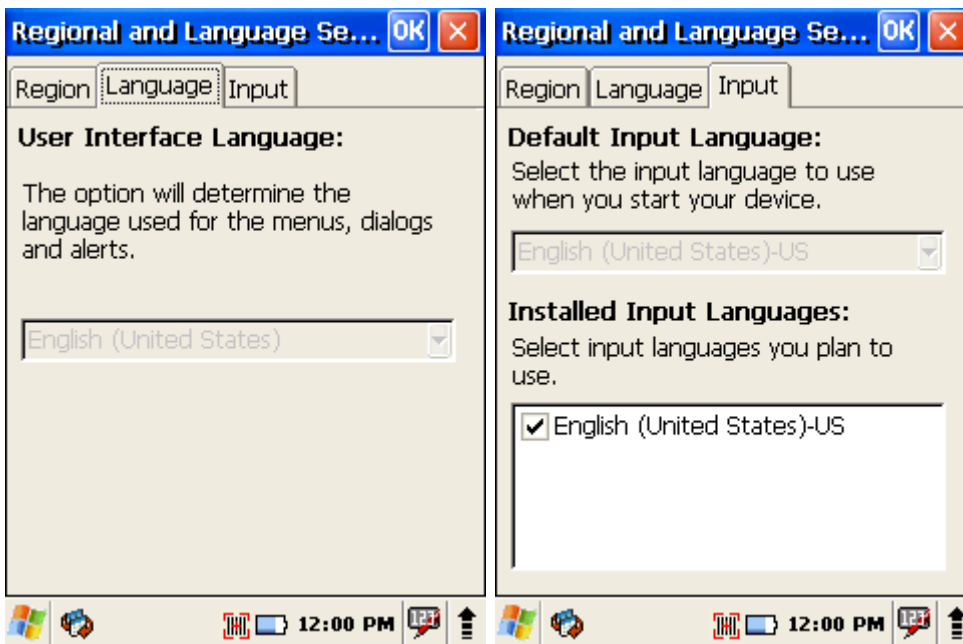 Regional and Language Se... OK
Region Language Input
User Interface Language:
The option will determine the
language used for the menus, dialogs
and alerts.
English (United States)
12:00 PM 123
Regional and Language Se... OK
Region Language Input
Default Input Language:
Select the input language to use
when you start your device.
English (United States)-US
Installed Input Languages:
Select input languages you plan to
use.
English (United States)-US
12:00 PM 123